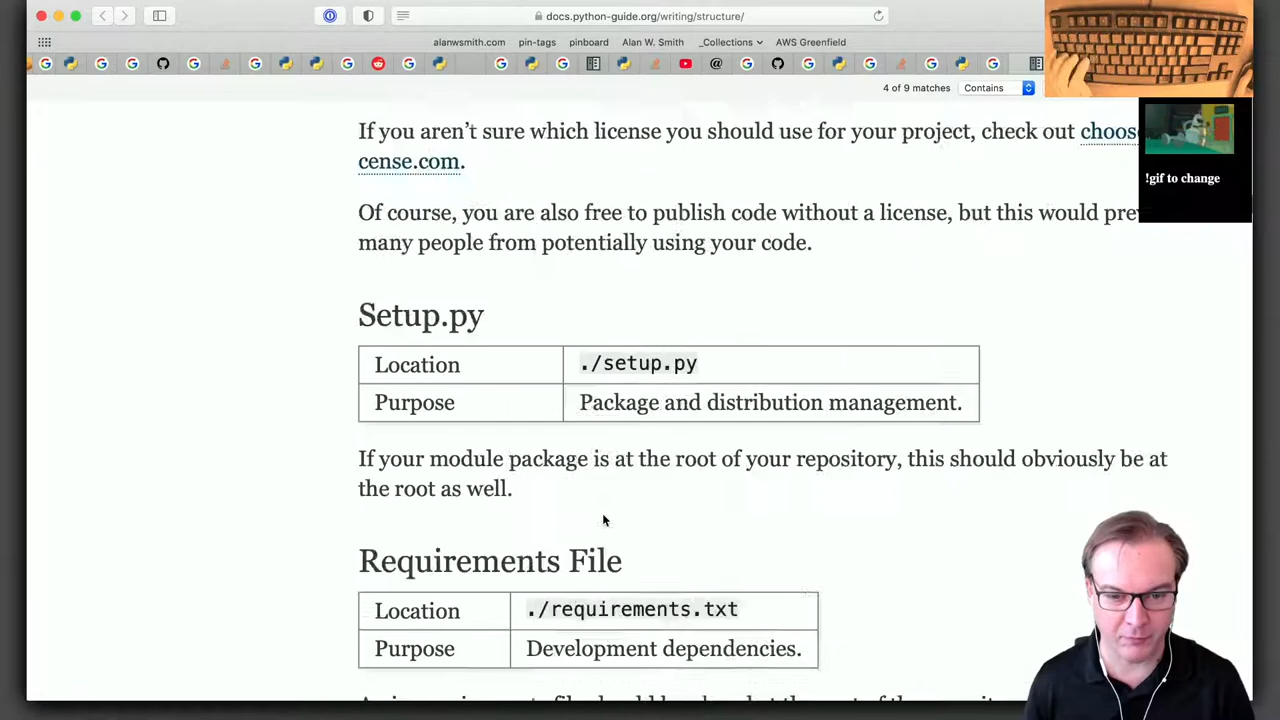 docs.python-guide.org/writing/structure/
alanwsmith.com pin-tags pinboard Alan W. Smith _Collections AWS Greenfield
4 of 9 matches Contains
If you aren't sure which license you should use for your project, check out choos
cense.com.
!gif to change
Of course, you are also free to publish code without a license, but this would pre
many people from potentially using your code.
Setup.py
Location ./setup.py
Purpose Package and distribution management.
If your module package is at the root of your repository, this should obviously be at
the root as well.
Requirements File
Location ./requirements.txt
Purpose Development dependencies.